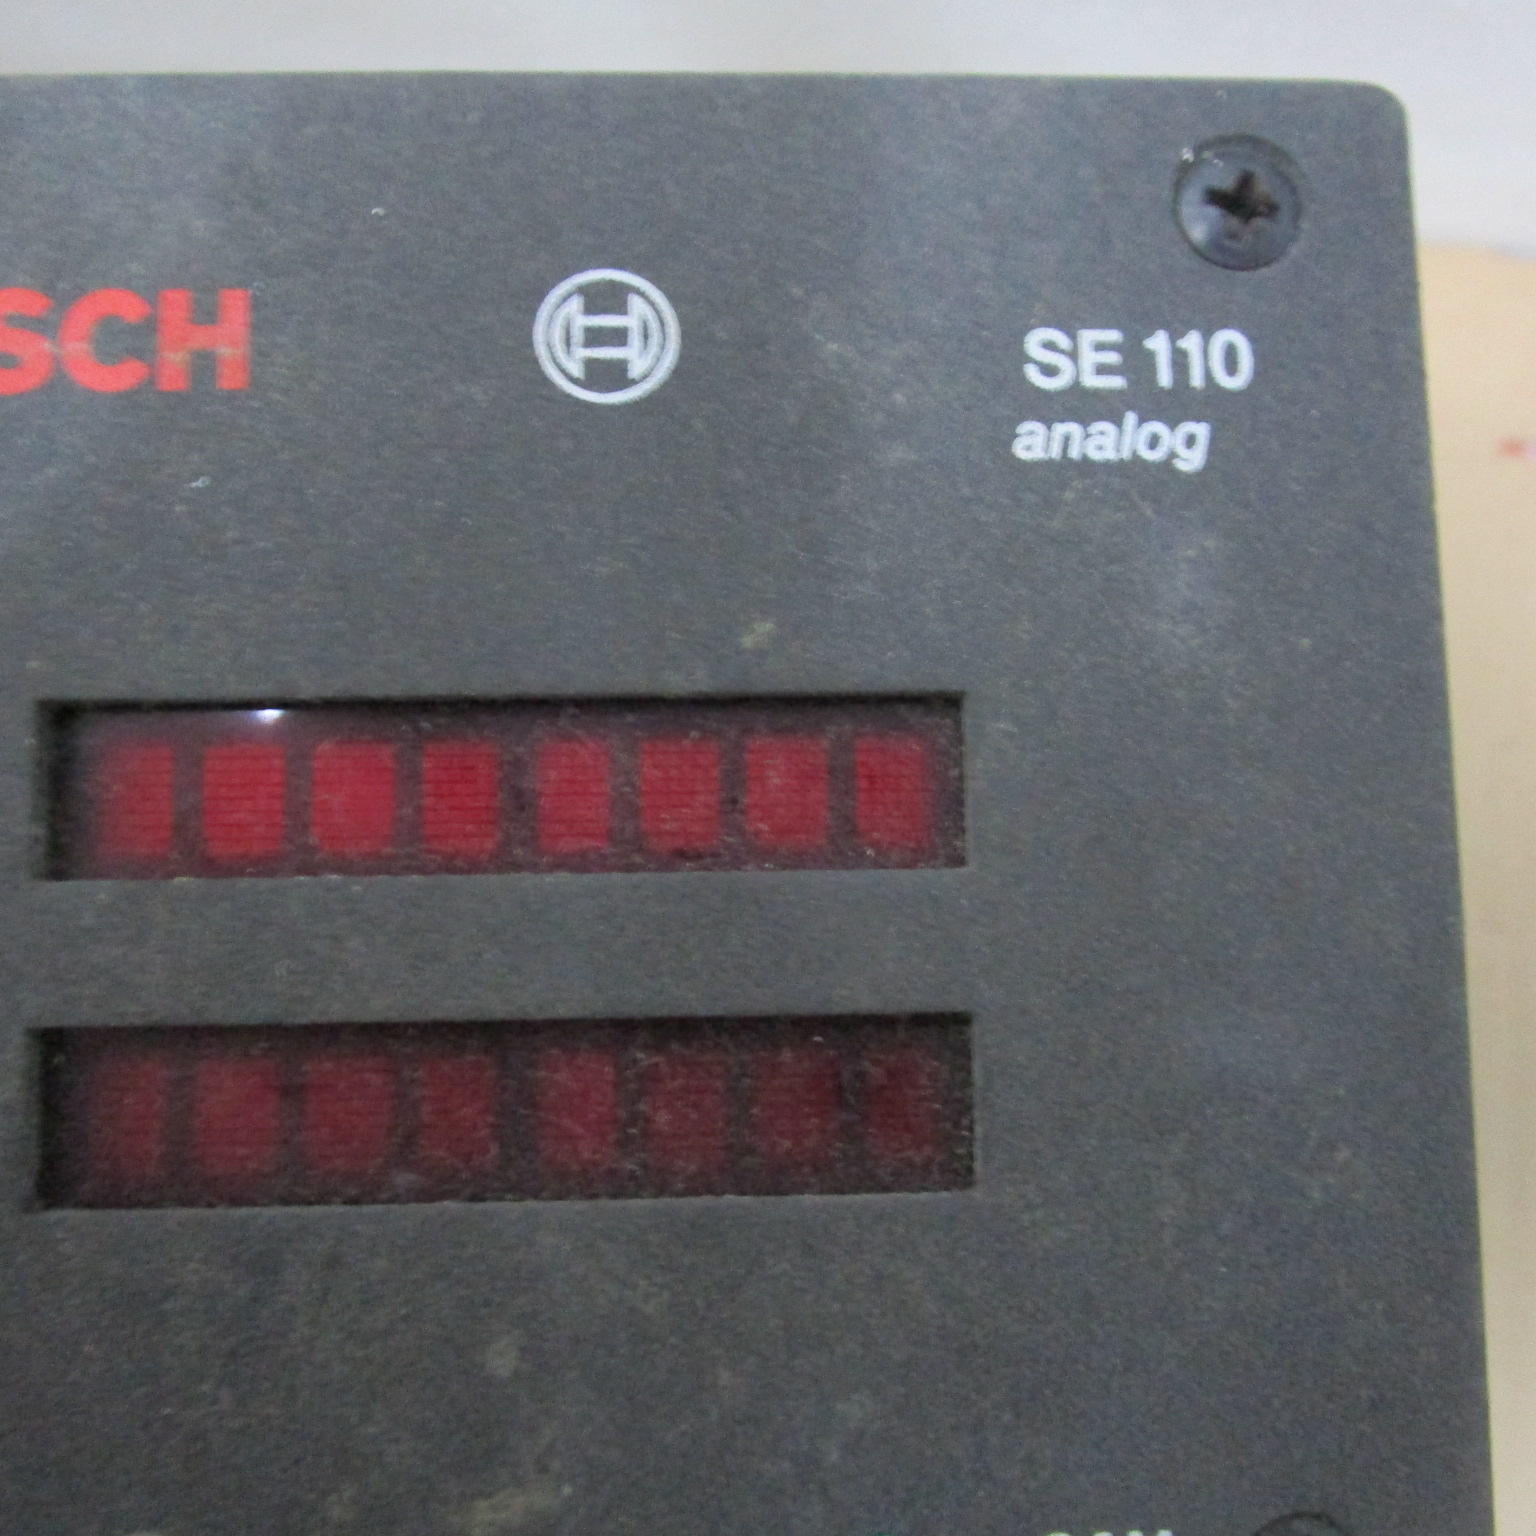 SCH
SE 110
analog